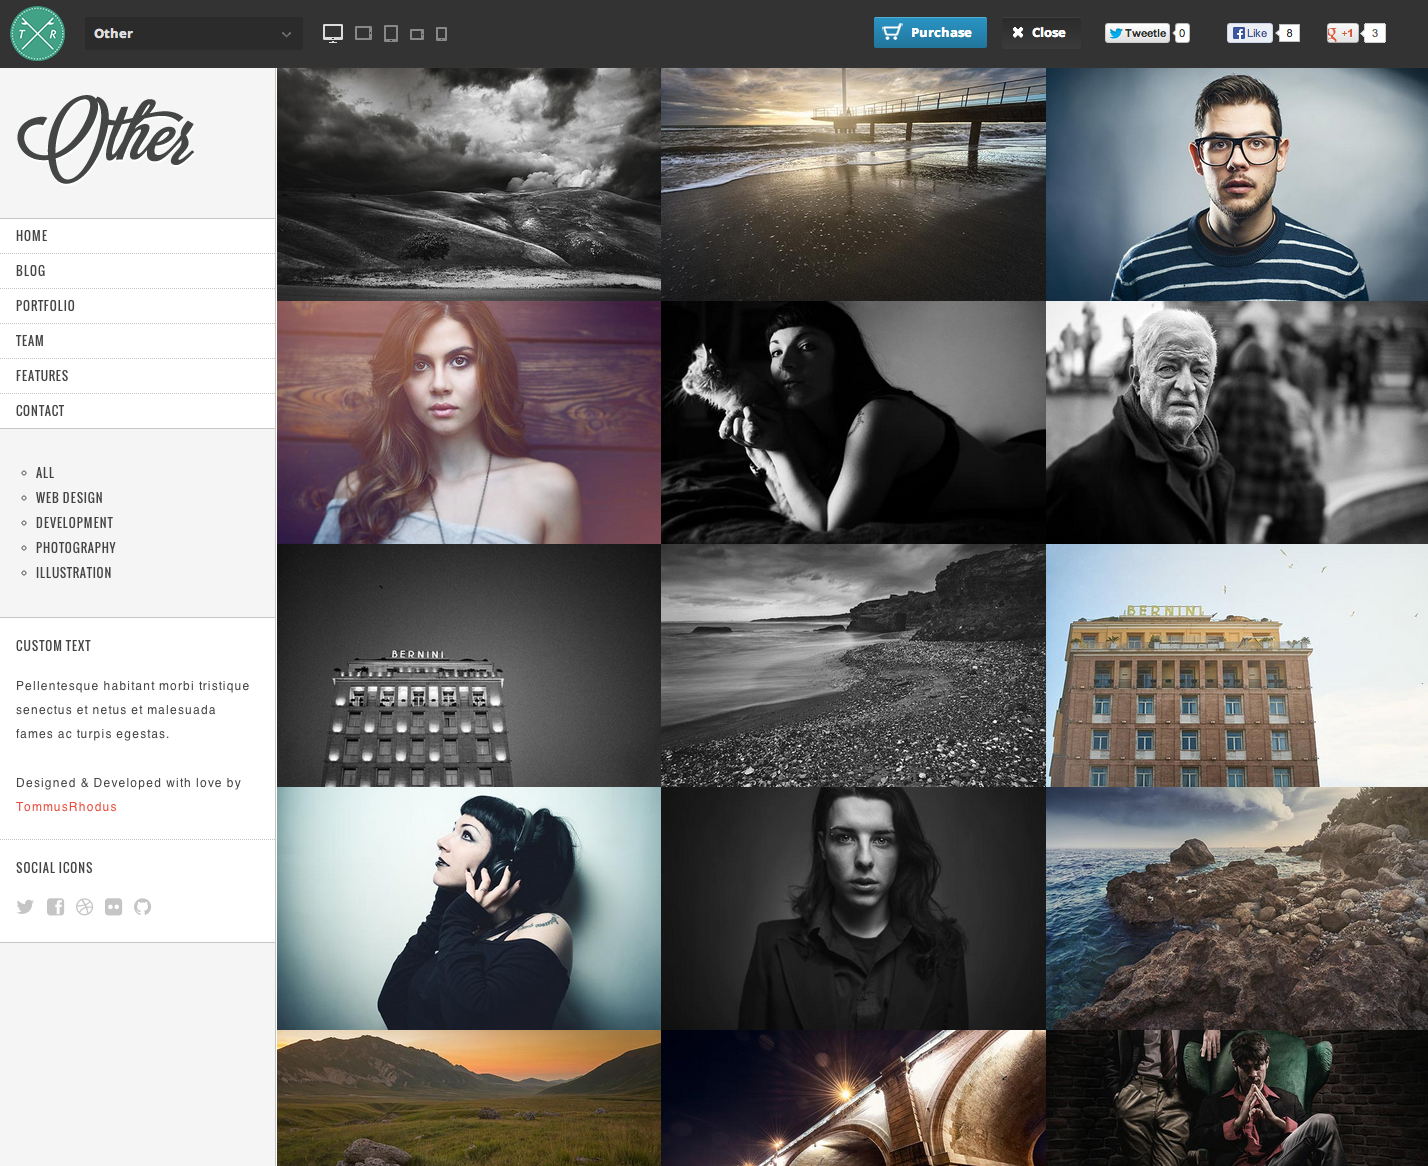 T R
Other
Purchase
Close
Tweetle
0
Like
8
+1
3
Other
HOME
BLOG
PORTFOLIO
TEAM
FEATURES
CONTACT
ALL
WEB DESIGN
DEVELOPMENT
PHOTOGRAPHY
ILLUSTRATION
CUSTOM TEXT
Pellentesque habitant morbi tristique
senectus et netus et malesuada
fames ac turpis egestas.
Designed & Developed with love by
TommusRhodus
SOCIAL ICONS
BERNINI
BERNINI